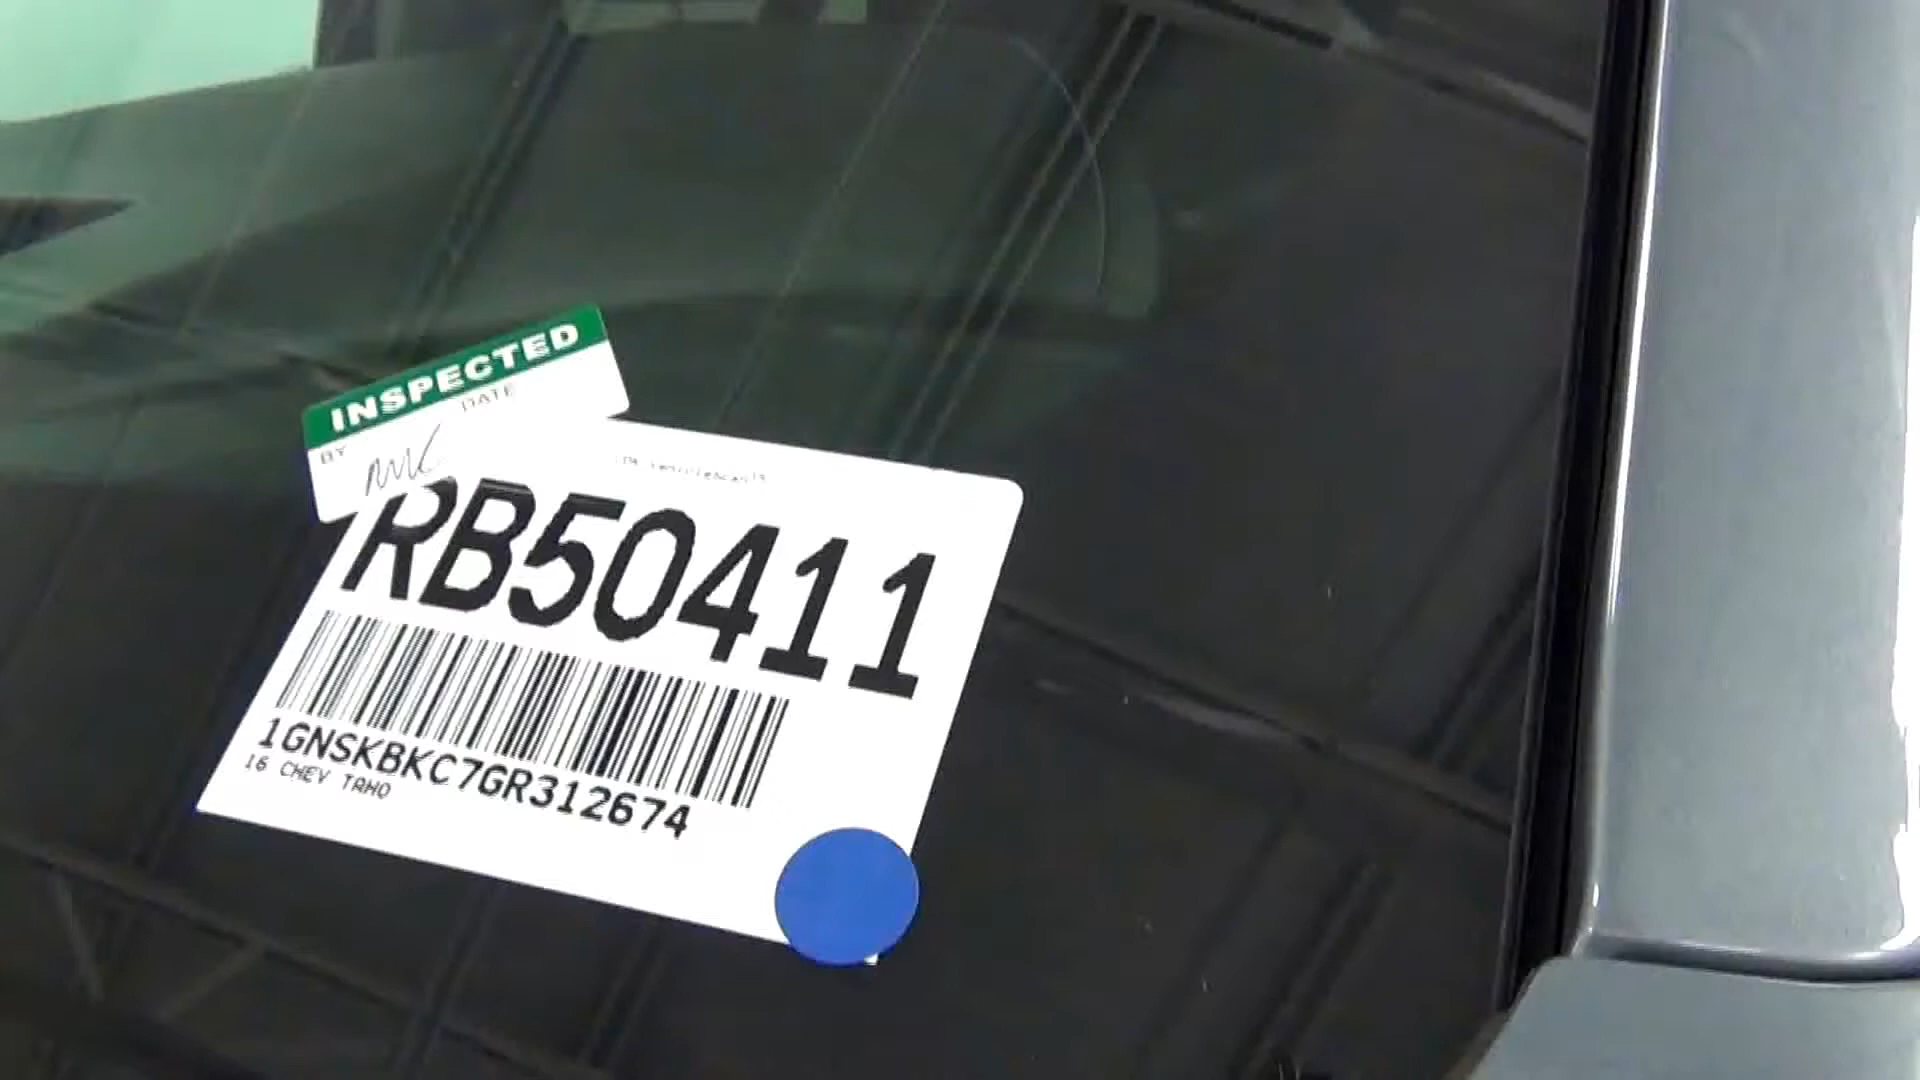 INSPECTED
DATE
BY
RB50411
1GNSKBKC7GR312674
16 CHEV TAHO